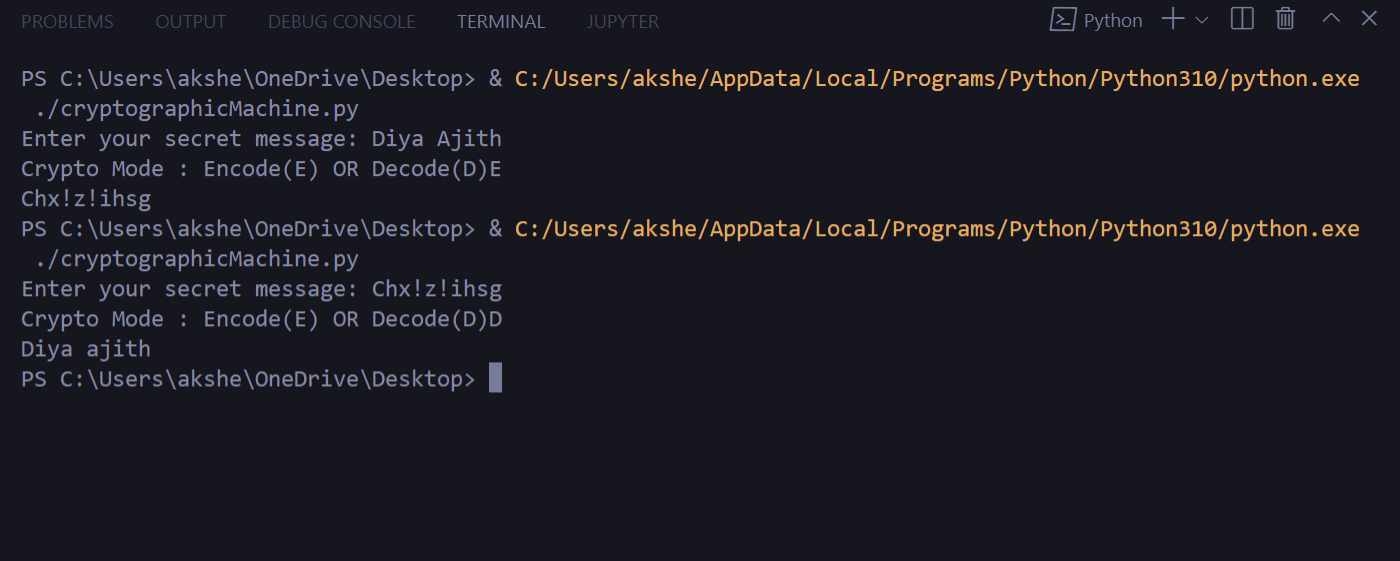 PROBLEMS OUTPUT DEBUG CONSOLE TERMINAL JUPYTER Python
PS C:\Users\akshe\OneDrive\Desktop> & C:/Users/akshe/AppData/Local/Programs/Python/Python310/python.exe
./cryptographicMachine.py
Enter your secret message: Diya Ajith
Crypto Mode : Encode(E) OR Decode(D)E
Chx!z!ihsg
PS C:\Users\akshe\OneDrive\Desktop> & C:/Users/akshe/AppData/Local/Programs/Python/Python310/python.exe
./cryptographicMachine.py
Enter your secret message: Chx!z!ihsg
Crypto Mode : Encode(E) OR Decode(D)D
Diya ajith
PS C:\Users\akshe\OneDrive\Desktop>